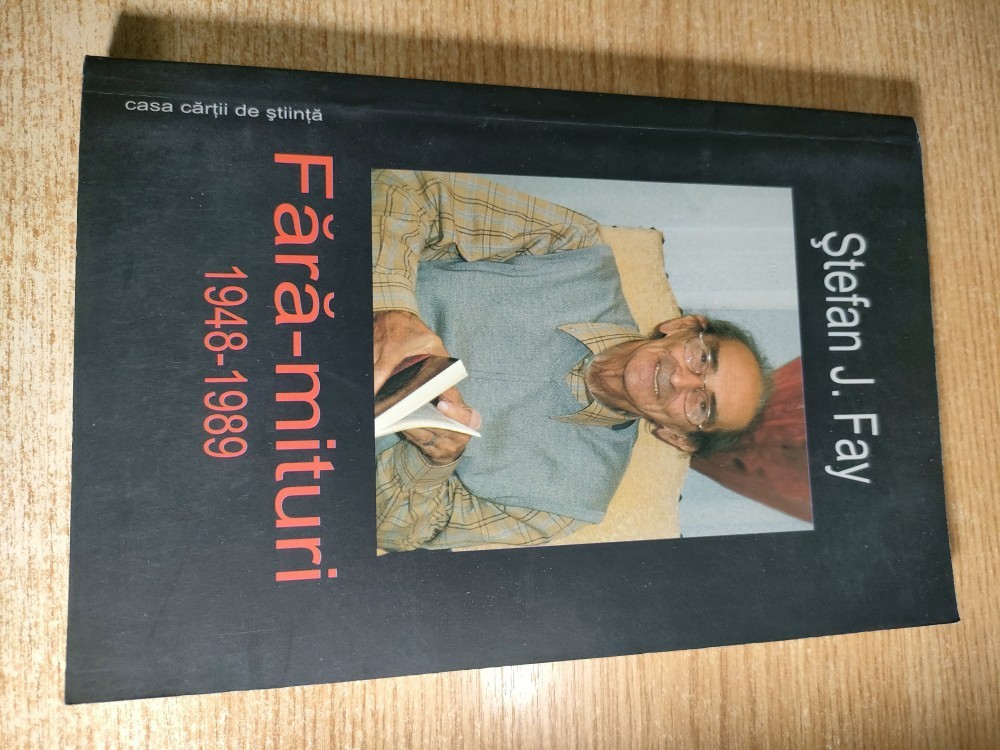 Ştefan J. Fay
Fără-mituri
1948-1989
casa cărţii de ştiinţă